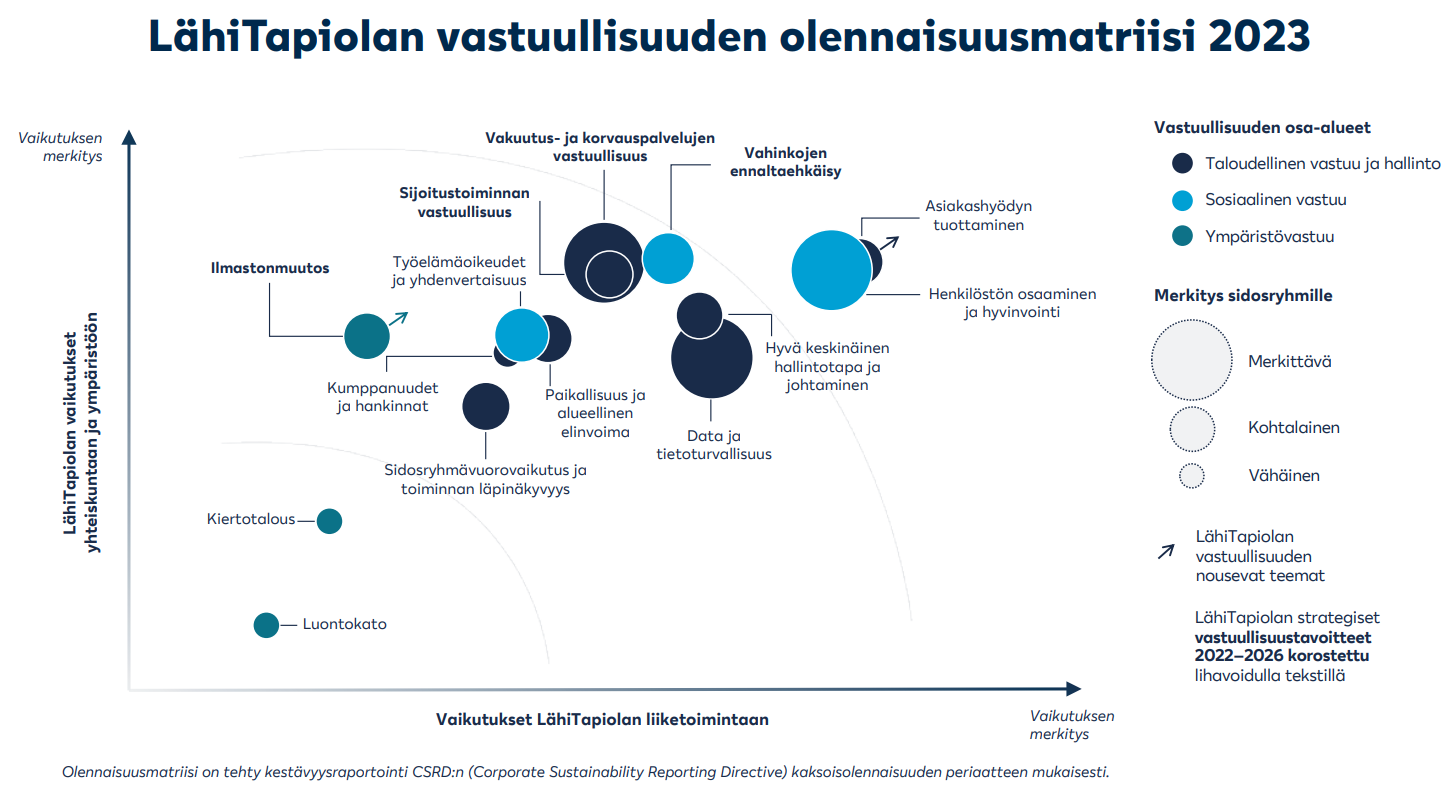 LähiTapiolan vastuullisuuden olennaisuusmatriisi 2023
Vaikutuksen
merkitys
Vakuutus- ja korvauspalvelujen
vastuullisuus
Vahinkojen
ennaltaehkäisy
Sijoitustoiminnan
vastuullisuus
Asiakashyödyn
tuottaminen
Ilmastonmuutos
Työelämäoikeudet
ja yhdenvertaisuus
Henkilöstön osaaminen
ja hyvinvointi
Hyvä keskinäinen
hallintotapa ja
johtaminen
Kumppanuudet
ja hankinnat
Paikallisuus ja
alueellinen
elinvoima
Data ja
tietoturvallisuus
Sidosryhmävuorovaikutus ja
toiminnan läpinäkyvyys
Kiertotalous
Luontokato
LähiTapiolan vaikutukset
yhteiskuntaan ja ympäristöön
Vaikutukset LähiTapiolan liiketoimintaan
Vaikutuksen
merkitys
Vastuullisuuden osa-alueet
Taloudellinen vastuu ja hallinto
Sosiaalinen vastuu
Ympäristövastuu
Merkitys sidosryhmille
Merkittävä
Kohtalainen
Vähäinen
LähiTapiolan
vastuullisuuden
nousevat teemat
LähiTapiolan strategiset
vastuullisuustavoitteet
2022–2026 korostettu
lihavoidulla tekstillä
Olennaisuusmatriisi on tehty kestävyysraportointi CSRD:n (Corporate Sustainability Reporting Directive) kaksoisolennaisuuden periaatteen mukaisesti.